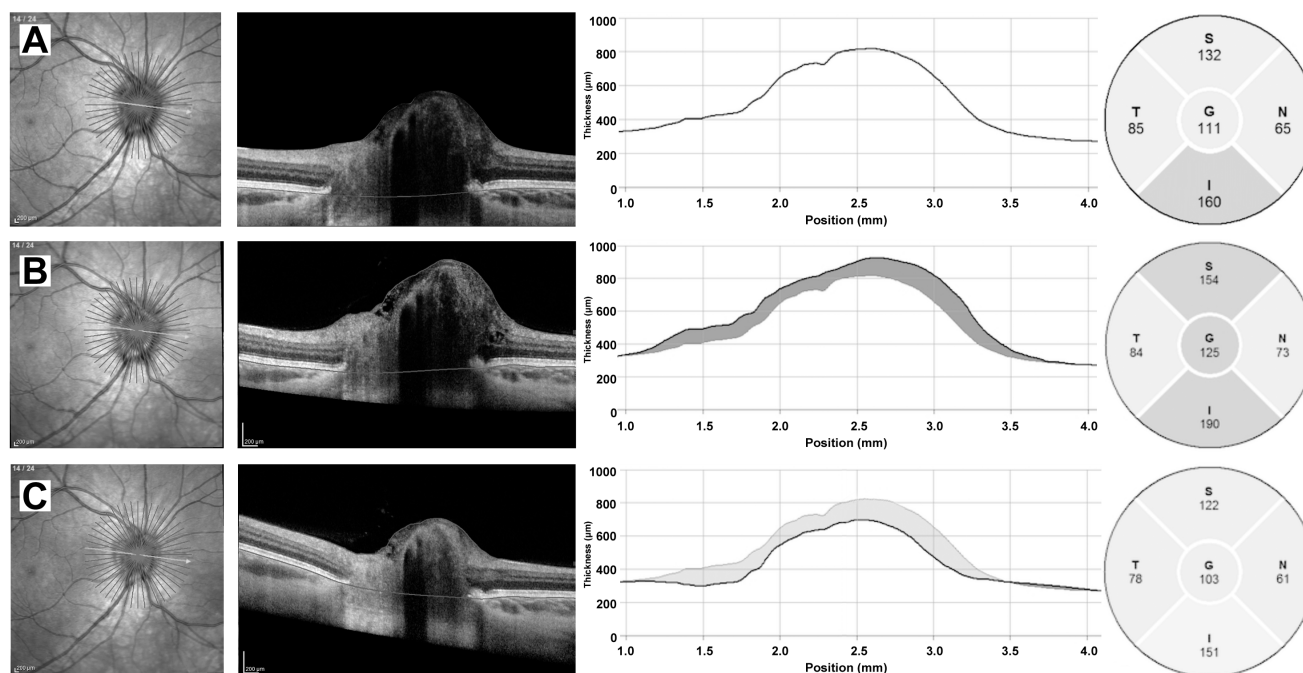 14 / 24
A
200 µm
1000
800
600
400
200
0
Thickness (µm)
1.0 1.5 2.0 2.5 3.0 3.5 4.0
Position (mm)
S
132
T
85
G
111
N
65
I
160
14 / 24
B
200 µm
200 µm
1000
800
600
400
200
0
Thickness (µm)
1.0 1.5 2.0 2.5 3.0 3.5 4.0
Position (mm)
S
154
T
84
G
125
N
73
I
190
14 / 24
C
200 µm
200 µm
1000
800
600
400
200
0
Thickness (µm)
1.0 1.5 2.0 2.5 3.0 3.5 4.0
Position (mm)
S
122
T
78
G
103
N
61
I
151